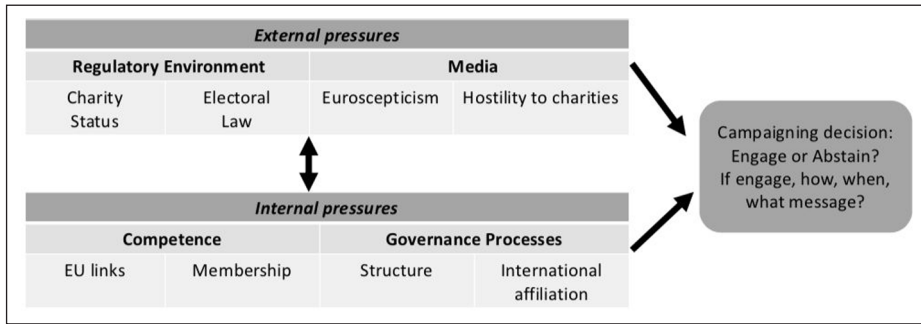 External pressures
Regulatory Environment
Media
Charity
Status
Electoral
Law
Euroscepticism
Hostility to charities
Campaigning decision:
Engage or Abstain?
If engage, how, when,
what message?
Internal pressures
Competence
Governance Processes
EU links
Membership
Structure
International
affiliation